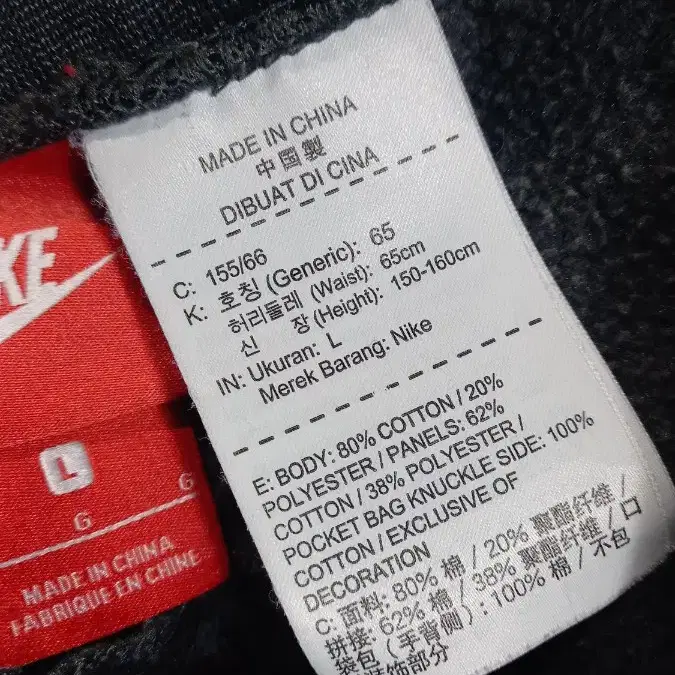 MADE IN CHINA
中国製
DIBUAT DI CINA
C: 155/66
K: 호칭 (Generic): 65
허리둘레 (Waist): 65cm
신 장 (Height): 150-160cm
IN: Ukuran: L
Merek Barang: Nike
E: BODY: 80% COTTON / 20%
POLYESTER / PANELS: 62%
COTTON / 38% POLYESTER /
POCKET BAG KNUCKLE SIDE: 100%
COTTON / EXCLUSIVE OF
DECORATION
C: 面料: 80% 棉 / 20% 聚酯纤维 /
拼接: 62% 棉 / 38% 聚酯纤维 / 口
袋包 (手背侧) : 100% 棉 / 不包
装饰部分
KE
L
G G
MADE IN CHINA
FABRIQUE EN CHINE